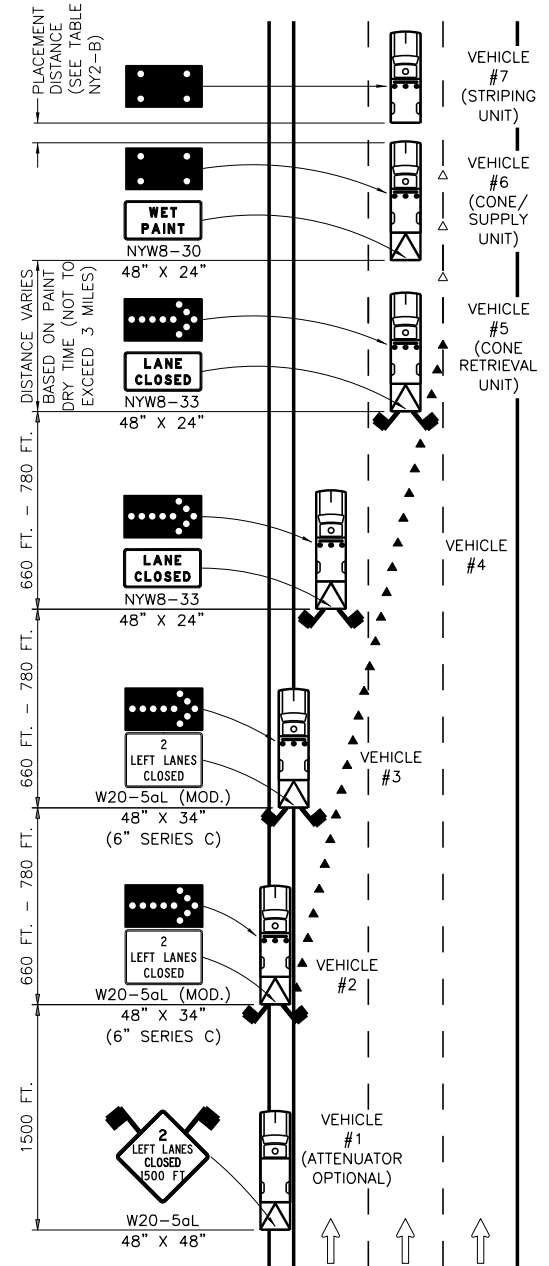 PLACEMENT
DISTANCE
(SEE TABLE
NY2-B)
VEHICLE
#7
(STRIPING
UNIT)
WET
PAINT
NYW8-30
48" X 24"
VEHICLE
#6
(CONE/
SUPPLY
UNIT)
DISTANCE VARIES
BASED ON PAINT
DRY TIME (NOT TO
EXCEED 3 MILES)
LANE
CLOSED
NYW8-33
48" X 24"
VEHICLE
#5
(CONE
RETRIEVAL
UNIT)
660 FT. - 780 FT.
LANE
CLOSED
NYW8-33
48" X 24"
VEHICLE
#4
660 FT. - 780 FT.
2
LEFT LANES
CLOSED
W20-5aL (MOD.)
48" X 34"
(6" SERIES C)
VEHICLE
#3
660 FT. - 780 FT.
2
LEFT LANES
CLOSED
W20-5aL (MOD.)
48" X 34"
(6" SERIES C)
VEHICLE
#2
1500 FT.
2
LEFT LANES
CLOSED
1500 FT
W20-5aL
48" X 48"
VEHICLE
#1
(ATTENUATOR
OPTIONAL)